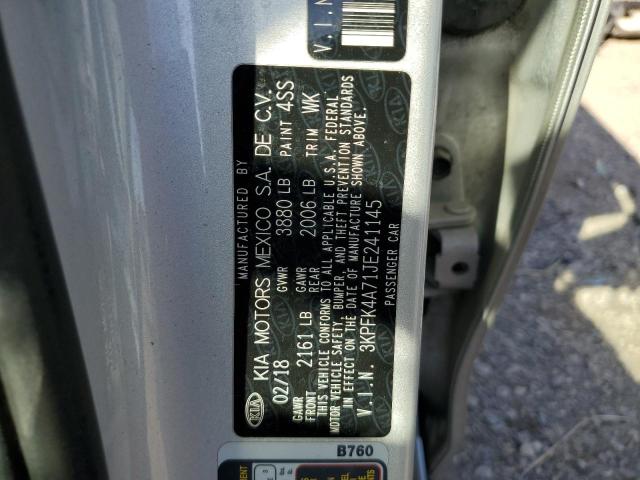 V.I.N
MANUFACTURED BY
KIA KIA MOTORS MEXICO S.A. DE C.V.
02/18 GVWR 3880 LB PAINT 4SS
GAWR FRONT 2161 LB GAWR REAR 2006 LB TRIM WK
THIS VEHICLE CONFORMS TO ALL APPLICABLE U.S.A. FEDERAL
MOTOR VEHICLE SAFETY, BUMPER, AND THEFT PREVENTION STANDARDS
IN EFFECT ON THE DATE OF MANUFACTURE SHOWN ABOVE.
V.I.N. 3KPFK4A71JE241145
PASSENGER CAR
B760